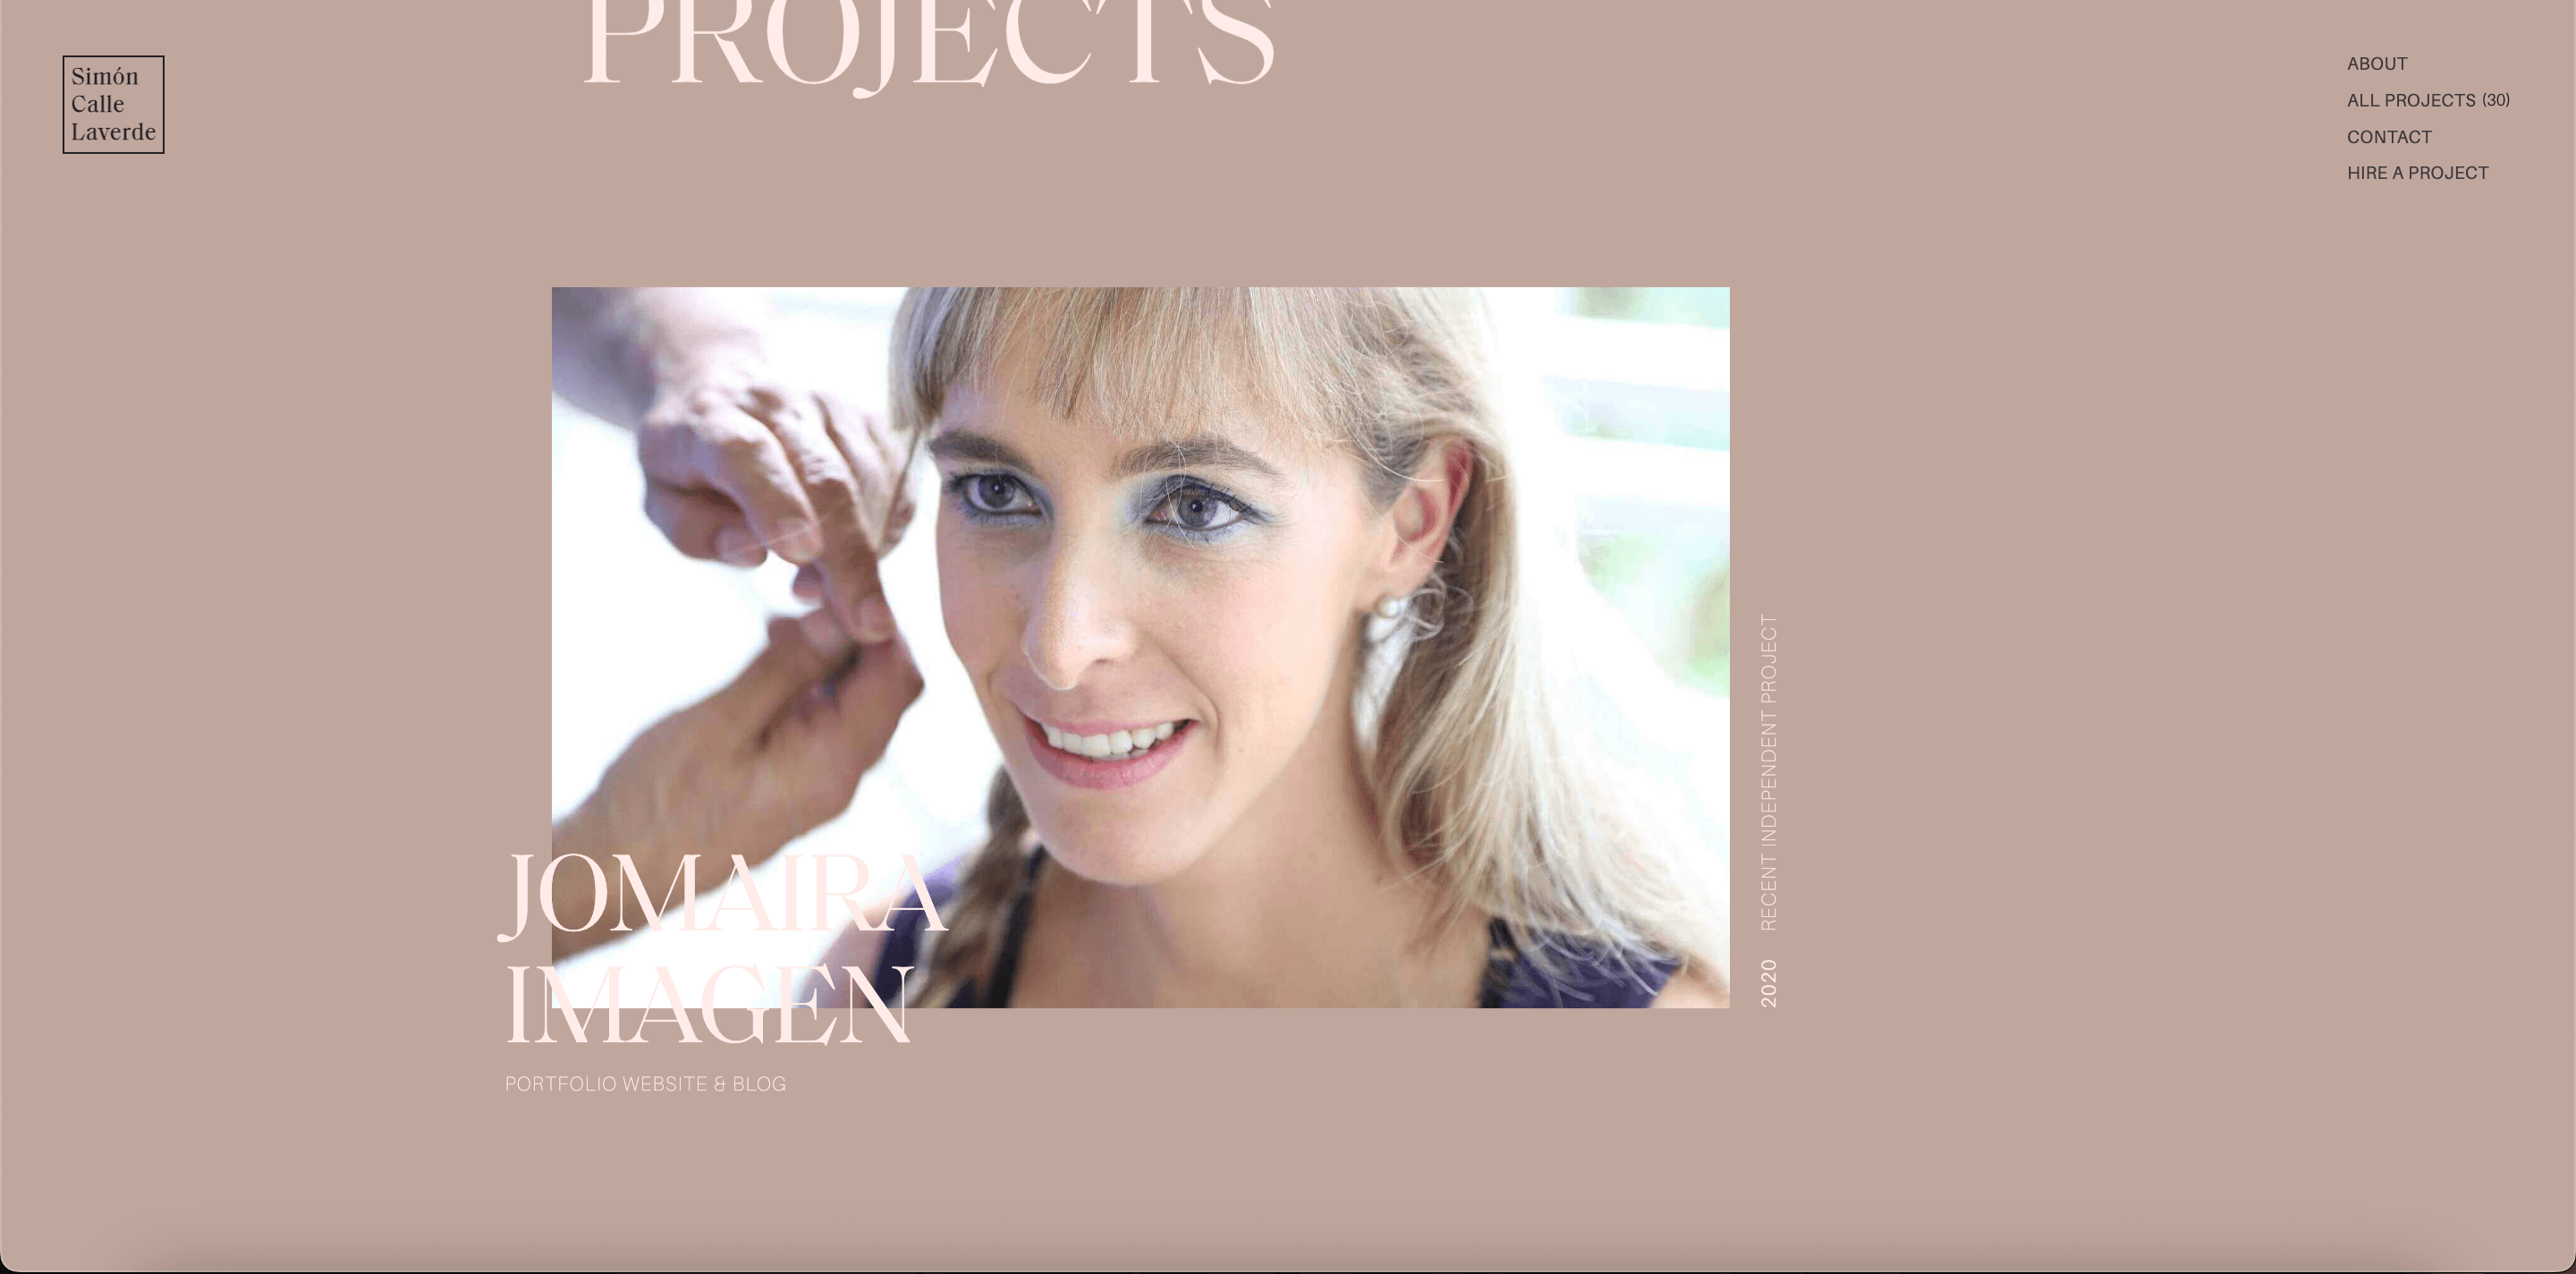 PROJECTS
Simón
Calle
Laverde
ABOUT
ALL PROJECTS (30)
CONTACT
HIRE A PROJECT
JOMAIRA
IMAGEN
PORTFOLIO WEBSITE & BLOG
2020 RECENT INDEPENDENT PROJECT